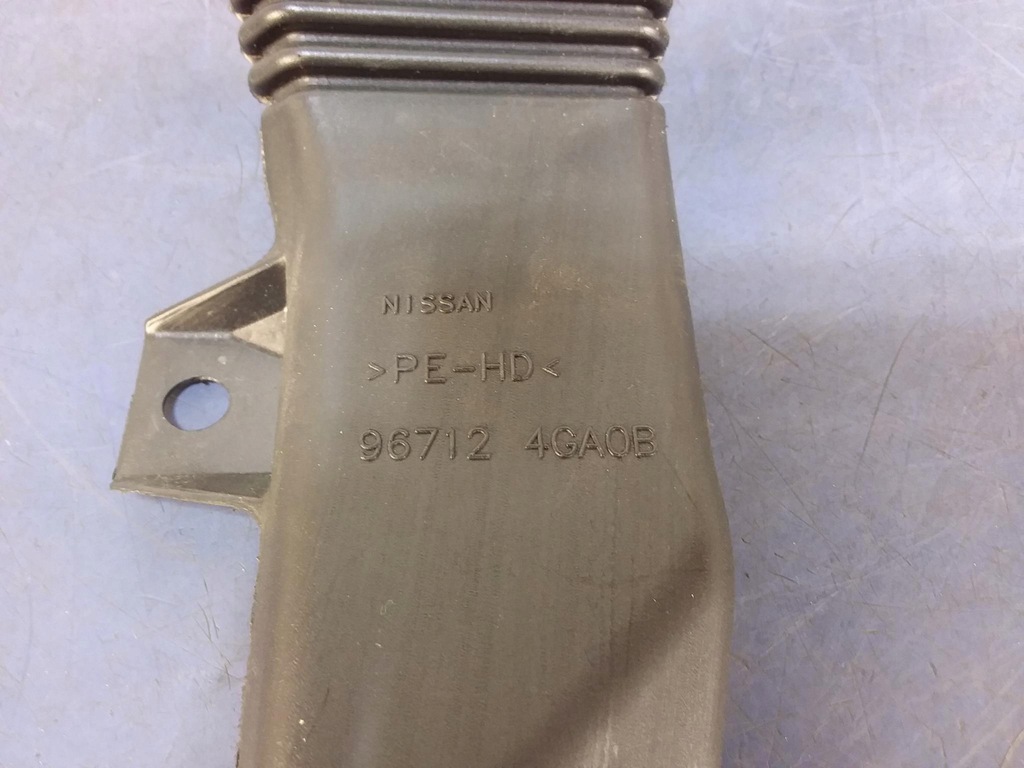 NISSAN
>PE-HD<
96712 4GA0B